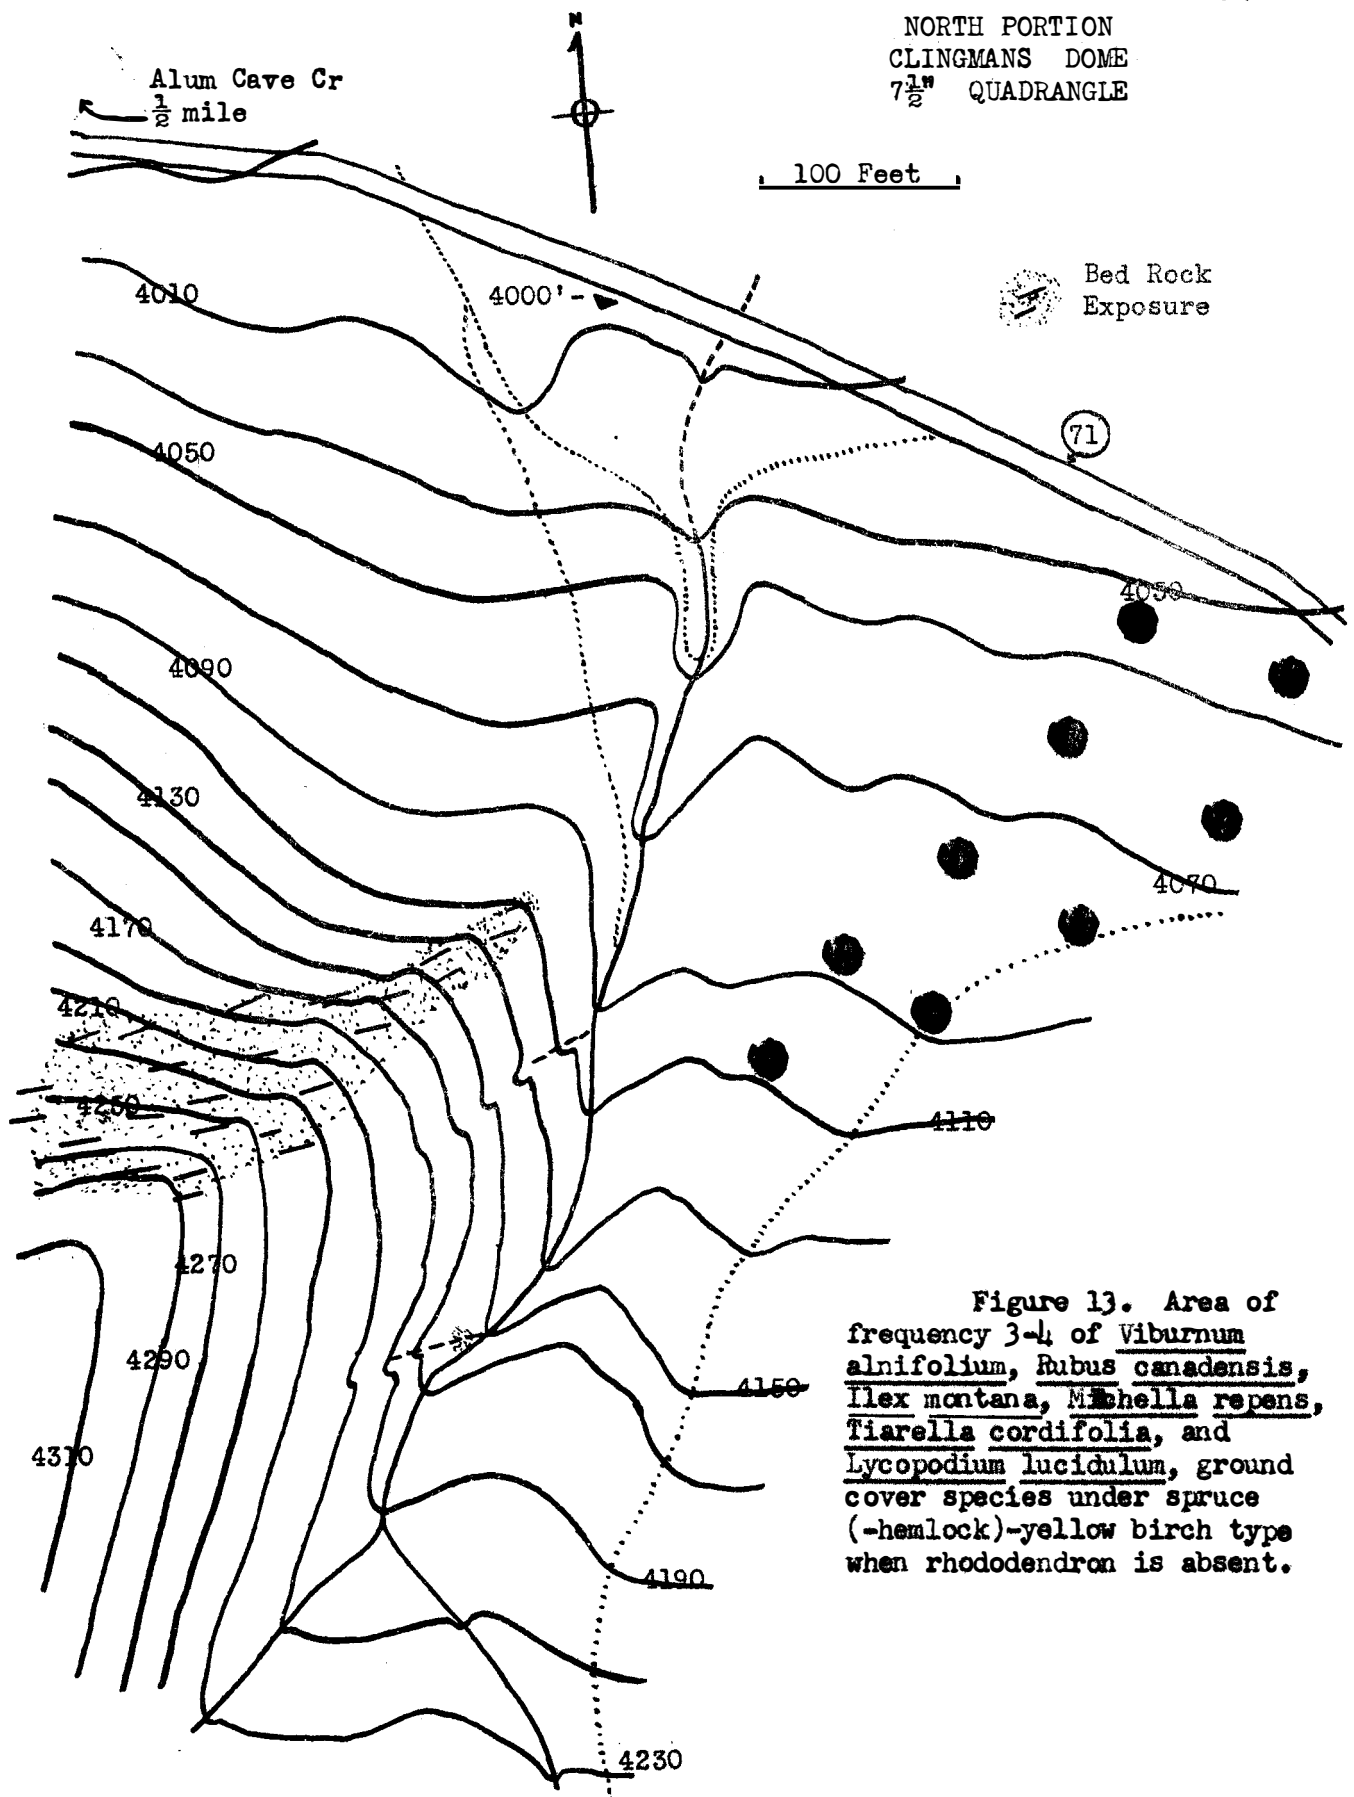 NORTH PORTION
CLINGMANS DOME
7½" QUADRANGLE
N
Alum Cave Cr
½ mile
100 Feet
Bed Rock
Exposure
4010
4000'-
71
4050
4050
4090
4130
4070
4170
4210
4250
4110
4270
4290
4150
4310
4190
4230
Figure 13. Area of
frequency 3-4 of Viburnum
alnifolium, Rubus canadensis,
Ilex montana, Mitchella repens,
Tiarella cordifolia, and
Lycopodium lucidulum, ground
cover species under spruce
(-hemlock)-yellow birch type
when rhododendron is absent.